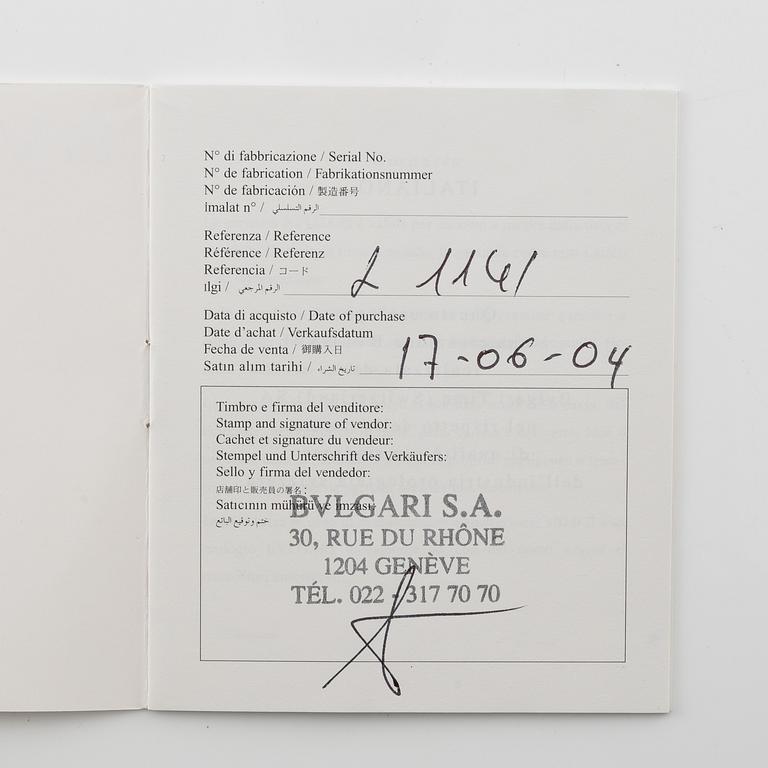 N° di fabbricazione / Serial No.
N° de fabrication / Fabrikationsnummer
N° de fabricación / 製造番号
İmalat n° / الرقم التسلسلي
Referenza / Reference
Référence / Referenz
Referencia / コード
İlgi / الرقم المرجعي
L 1141
Data di acquisto / Date of purchase
Date d'achat / Verkaufsdatum
Fecha de venta / 御購入日
Satın alım tarihi / تاريخ الشراء
17-06-04
Timbro e firma del venditore:
Stamp and signature of vendor:
Cachet et signature du vendeur:
Stempel und Unterschrift des Verkäufers:
Sello y firma del vendedor:
店舗印と販売員の署名:
Satıcının mühürü ve imzası:
ختم وتوقيع البائع
BVLGARI S.A.
30, RUE DU RHÔNE
1204 GENÈVE
TÉL. 022 - 317 70 70